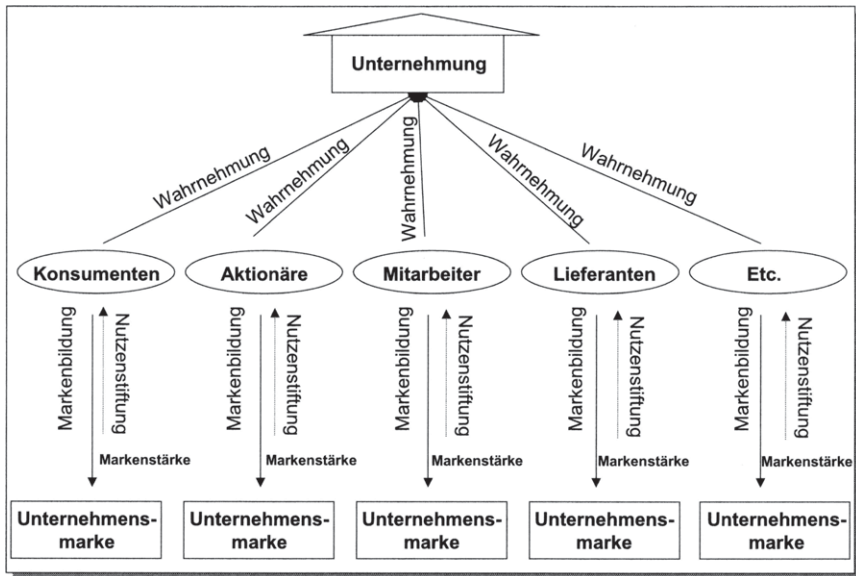 Unternehmung
Wahrnehmung
Wahrnehmung
Wahrnehmung
Wahrnehmung
Wahrnehmung
Konsumenten
Aktionäre
Mitarbeiter
Lieferanten
Etc.
Markenbildung
Nutzenstiftung
Markenbildung
Nutzenstiftung
Markenbildung
Nutzenstiftung
Markenbildung
Nutzenstiftung
Markenbildung
Nutzenstiftung
Markenstärke
Markenstärke
Markenstärke
Markenstärke
Markenstärke
Unternehmens-
marke
Unternehmens-
marke
Unternehmens-
marke
Unternehmens-
marke
Unternehmens-
marke